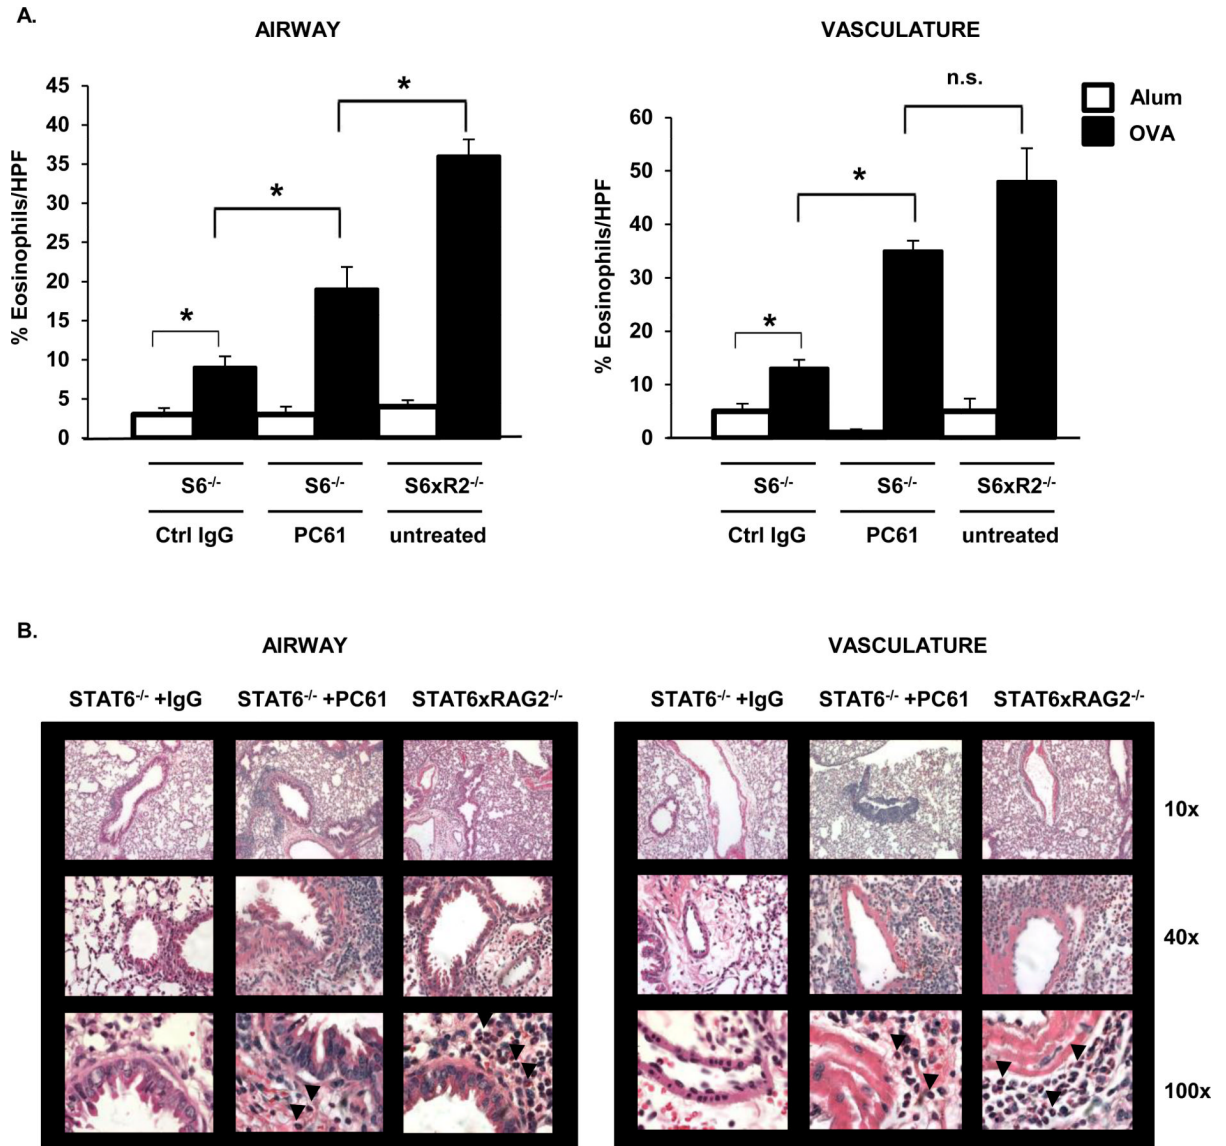 A.
AIRWAY
% Eosinophils/HPF
45
40
35
30
25
20
15
10
5
0
*
*
*
S6-/- S6-/- S6xR2-/-
Ctrl IgG PC61 untreated
VASCULATURE
% Eosinophils/HPF
60
50
40
30
20
10
0
*
*
n.s.
Alum
OVA
S6-/- S6-/- S6xR2-/-
Ctrl IgG PC61 untreated
B.
AIRWAY
STAT6-/- +IgG STAT6-/- +PC61 STAT6xRAG2-/-
VASCULATURE
STAT6-/- +IgG STAT6-/- +PC61 STAT6xRAG2-/-
10x
40x
100x